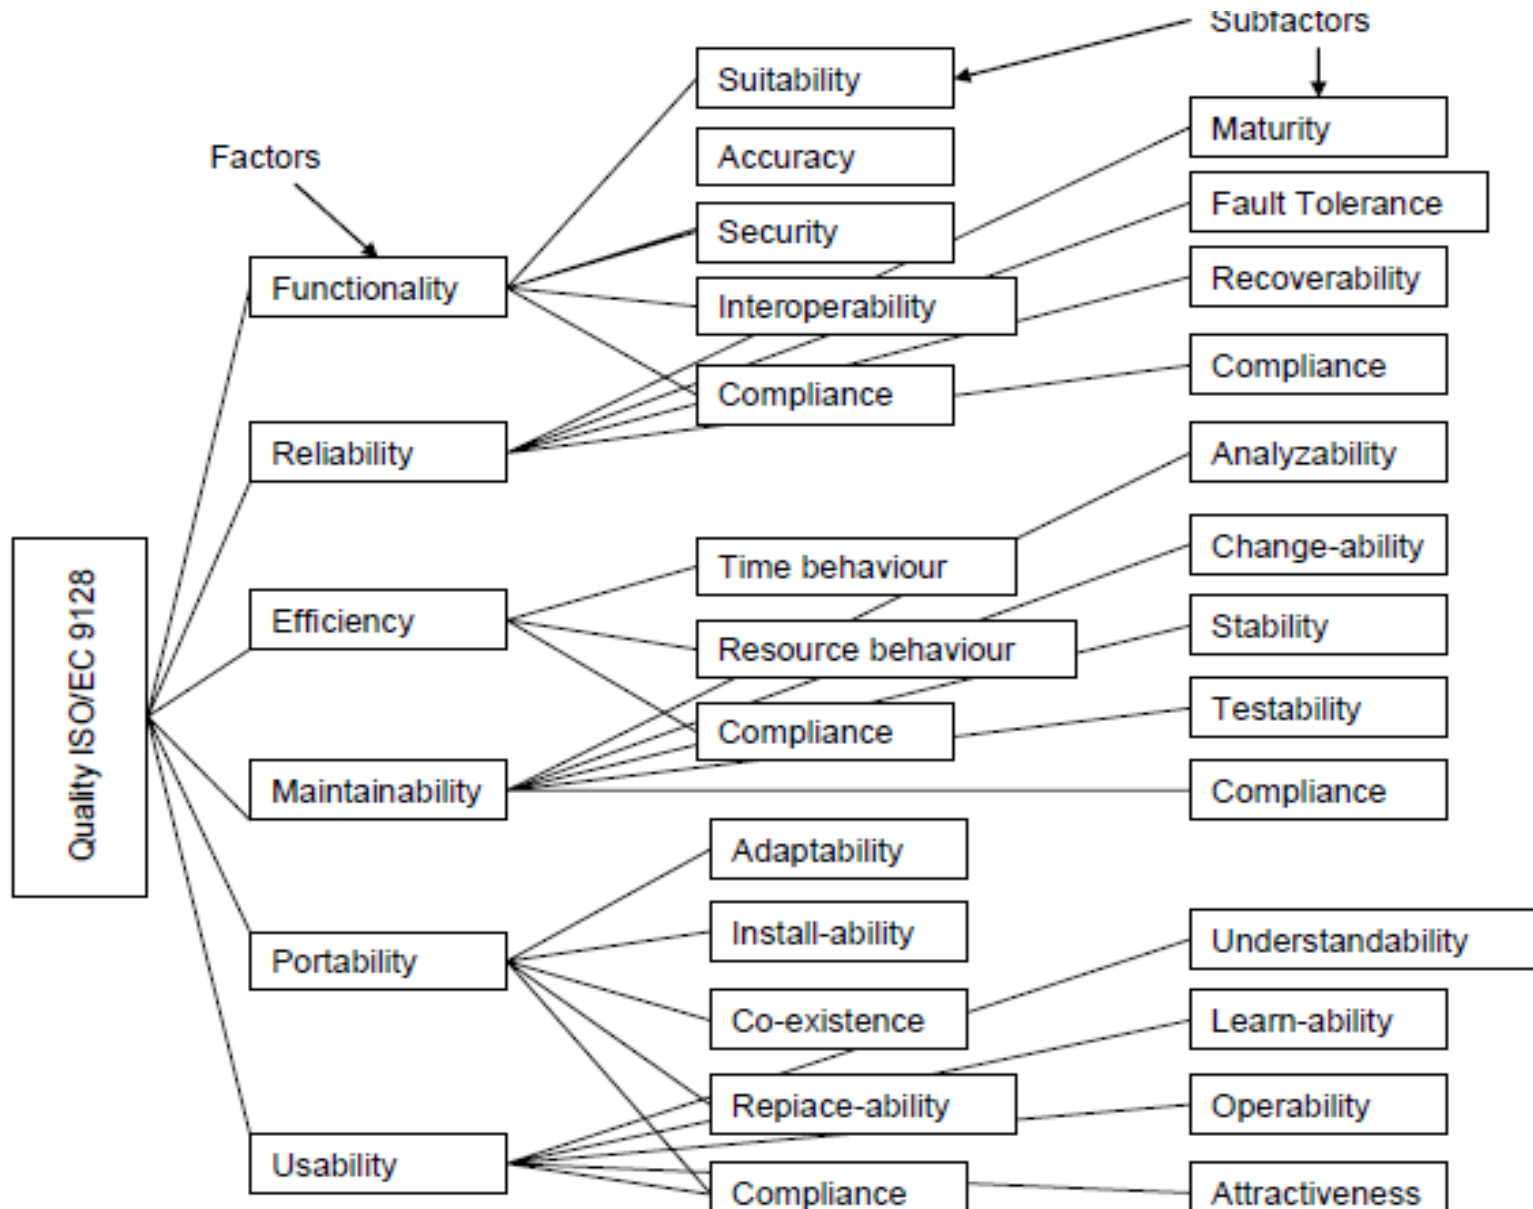 Subfactors
Suitability
Maturity
Accuracy
Factors
Fault Tolerance
Security
Recoverability
Functionality
Interoperability
Compliance
Compliance
Reliability
Analyzability
Change-ability
Time behaviour
Efficiency
Stability
Resource behaviour
Quality ISO/EC 9128
Testability
Compliance
Maintainability
Compliance
Adaptability
Install-ability
Understandability
Portability
Co-existence
Learn-ability
Repiace-ability
Operability
Usability
Compliance
Attractiveness